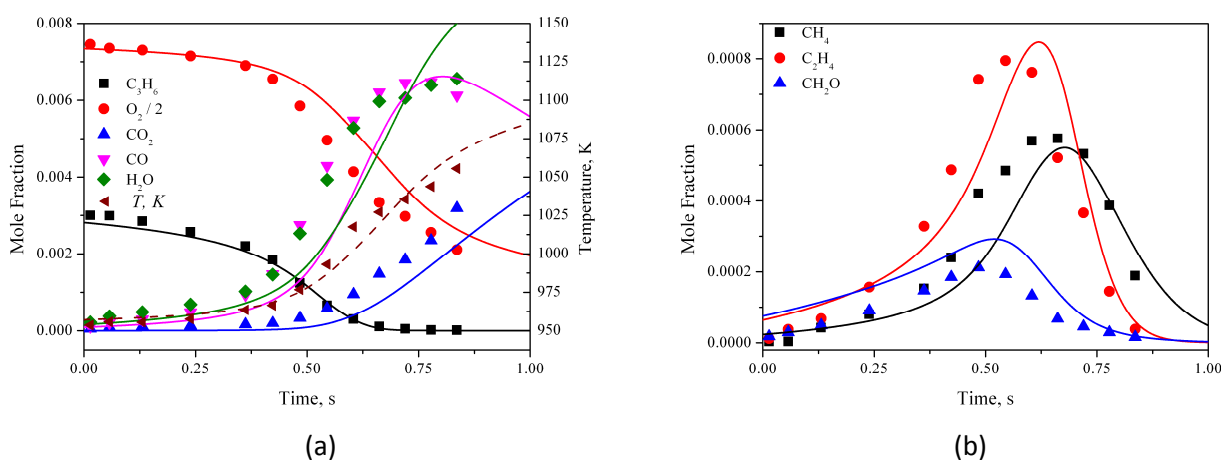 (a)
Mole Fraction
0.008
0.006
0.004
0.002
0.000
C₃H₆
O₂ / 2
CO₂
CO
H₂O
T, K
1150
1125
1100
1075
1050
1025
1000
975
950
Temperature, K
0.00 0.25 0.50 0.75 1.00
Time, s
(a)
(b)
Mole Fraction
0.0008
0.0006
0.0004
0.0002
0.0000
CH₄
C₂H₄
CH₂O
0.00 0.25 0.50 0.75 1.00
Time, s
(b)